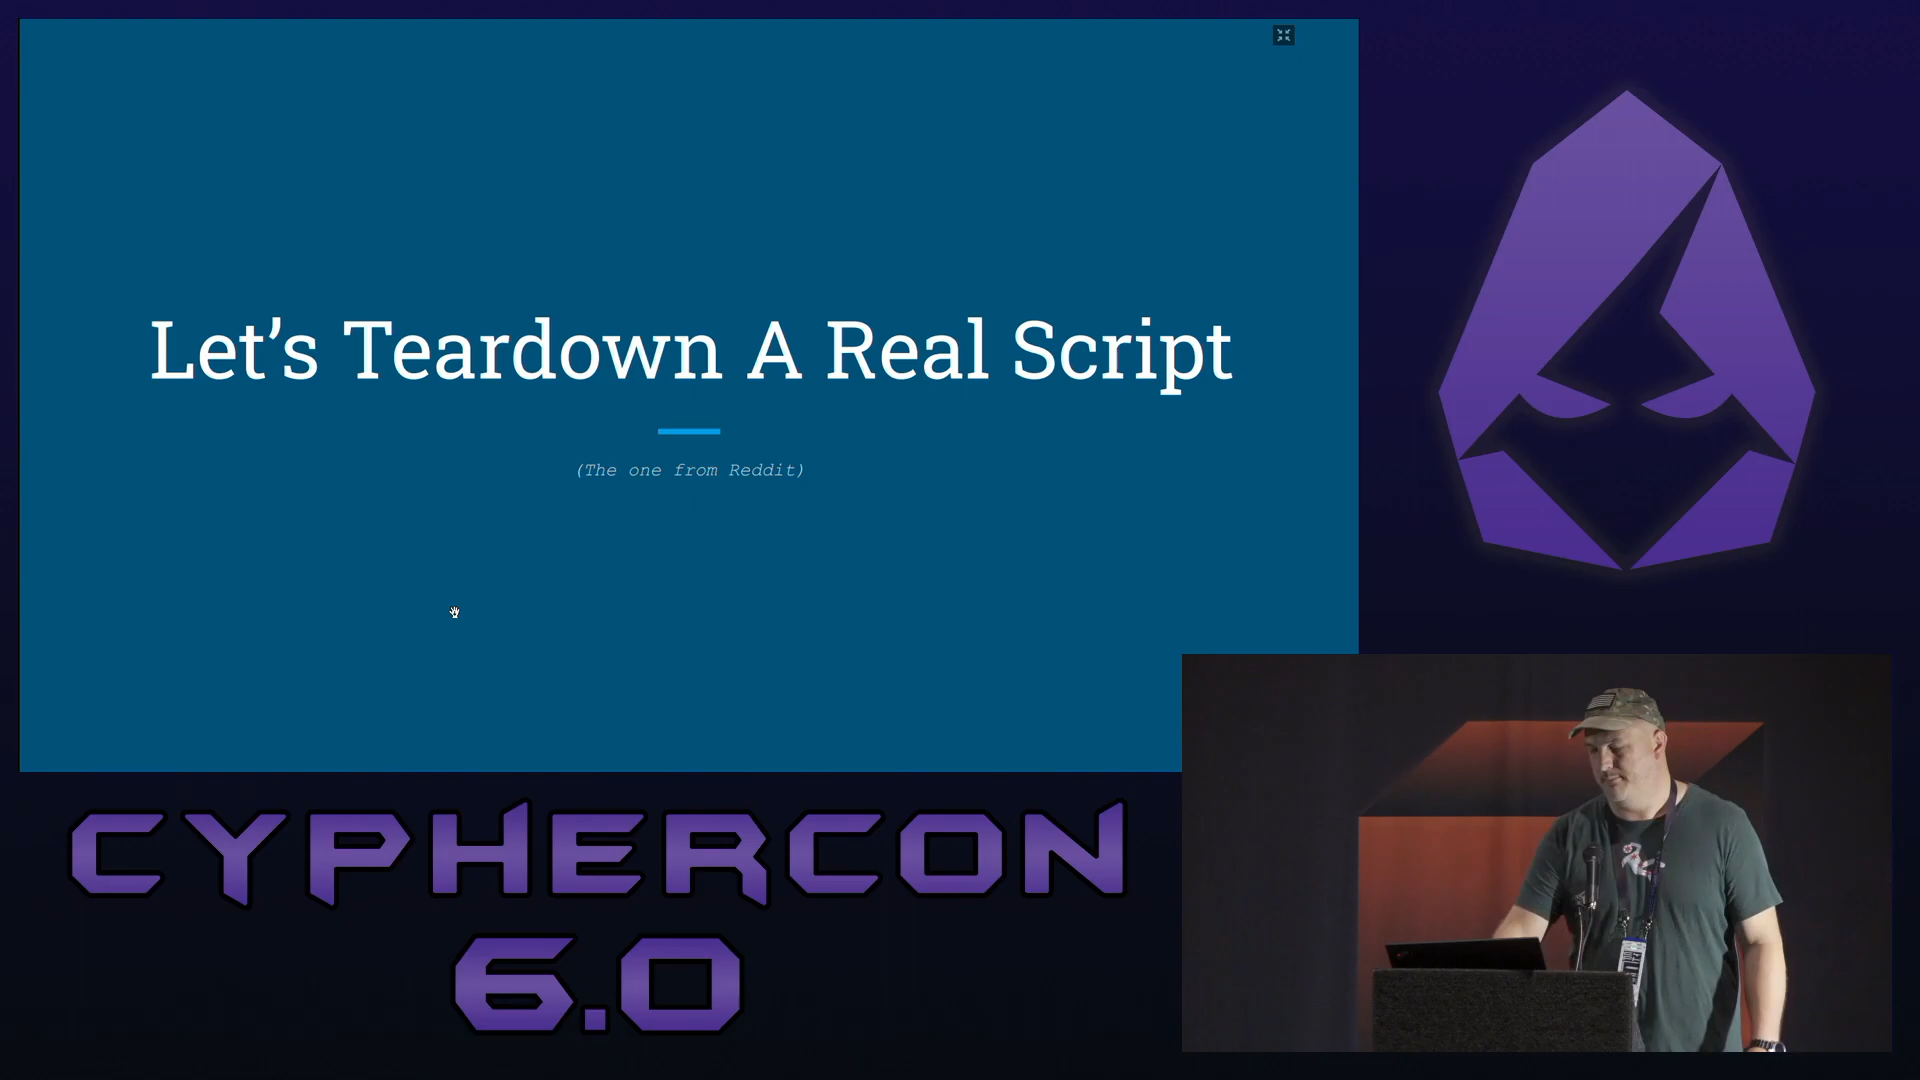 Let’s Teardown A Real Script
(The one from Reddit)
CYPHERCON
6.0